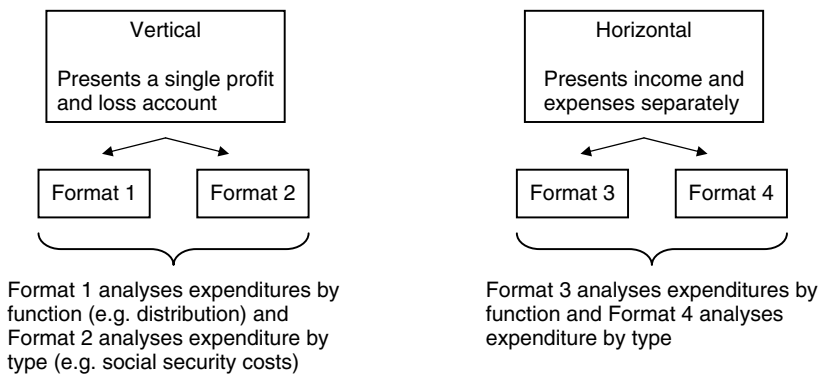 Vertical
Presents a single profit
and loss account
Format 1
Format 2
Format 1 analyses expenditures by
function (e.g. distribution) and
Format 2 analyses expenditure by
type (e.g. social security costs)
Horizontal
Presents income and
expenses separately
Format 3
Format 4
Format 3 analyses expenditures by
function and Format 4 analyses
expenditure by type